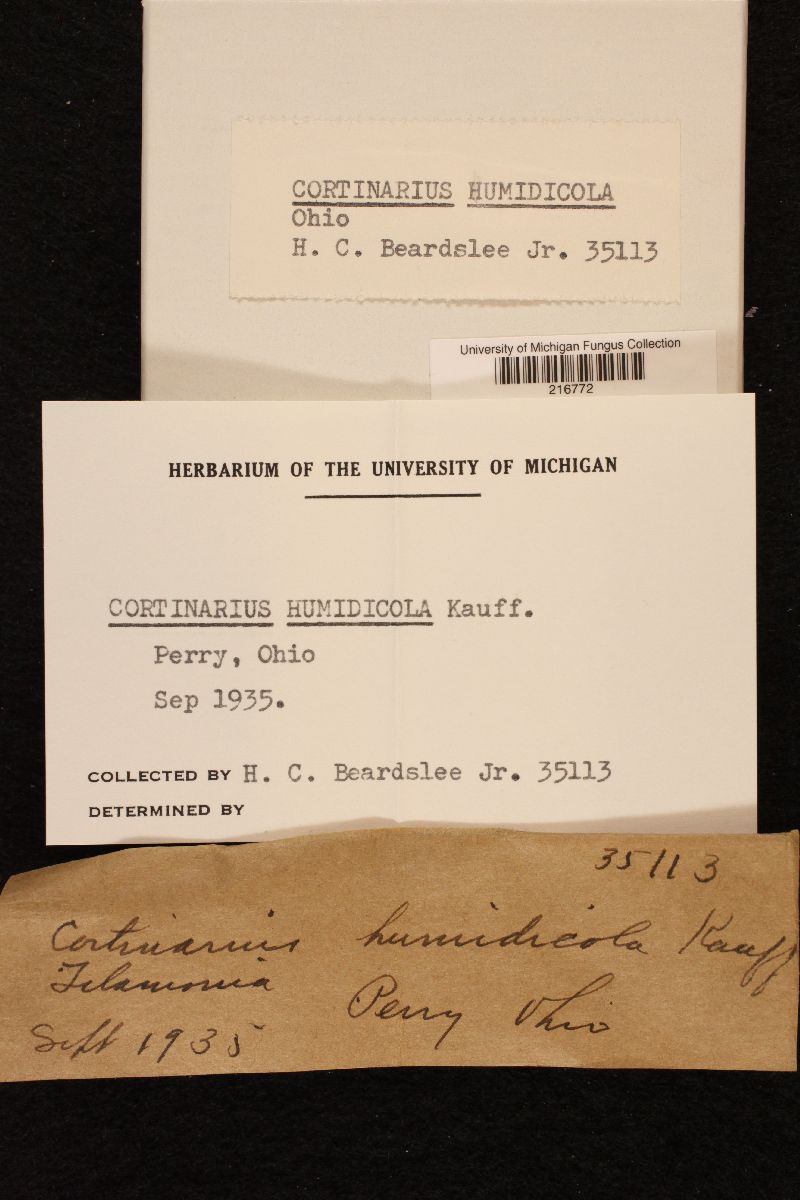 CORTINARIUS HUMIDICOLA
Ohio
H. C. Beardslee Jr. 35113
University of Michigan Fungus Collection
216772
HERBARIUM OF THE UNIVERSITY OF MICHIGAN
CORTINARIUS HUMIDICOLA Kauff.
Perry, Ohio
Sep 1935.
COLLECTED BY H. C. Beardslee Jr. 35113
DETERMINED BY
35113
Cortinarius humidicola Kauff
Telamonia
Perry Ohio
Sept 1935